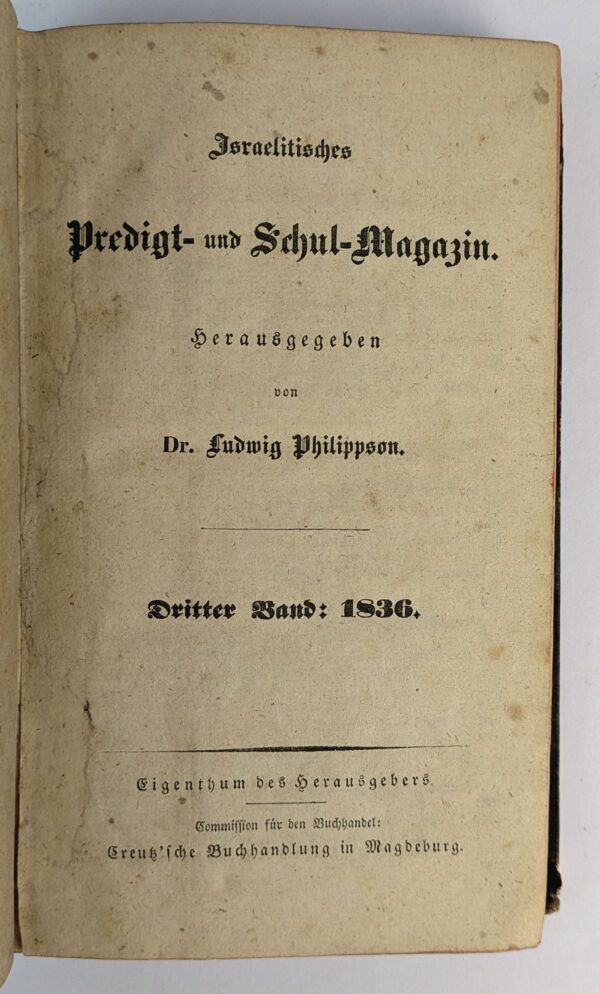 Israelitisches
Predigt- und Schul-Magazin.
Herausgegeben
von
Dr. Ludwig Philippson.
Dritter Band: 1836.
Eigenthum des Herausgebers
Commission für den Buchhandel:
Creutz'sche Buchhandlung in Magdeburg.